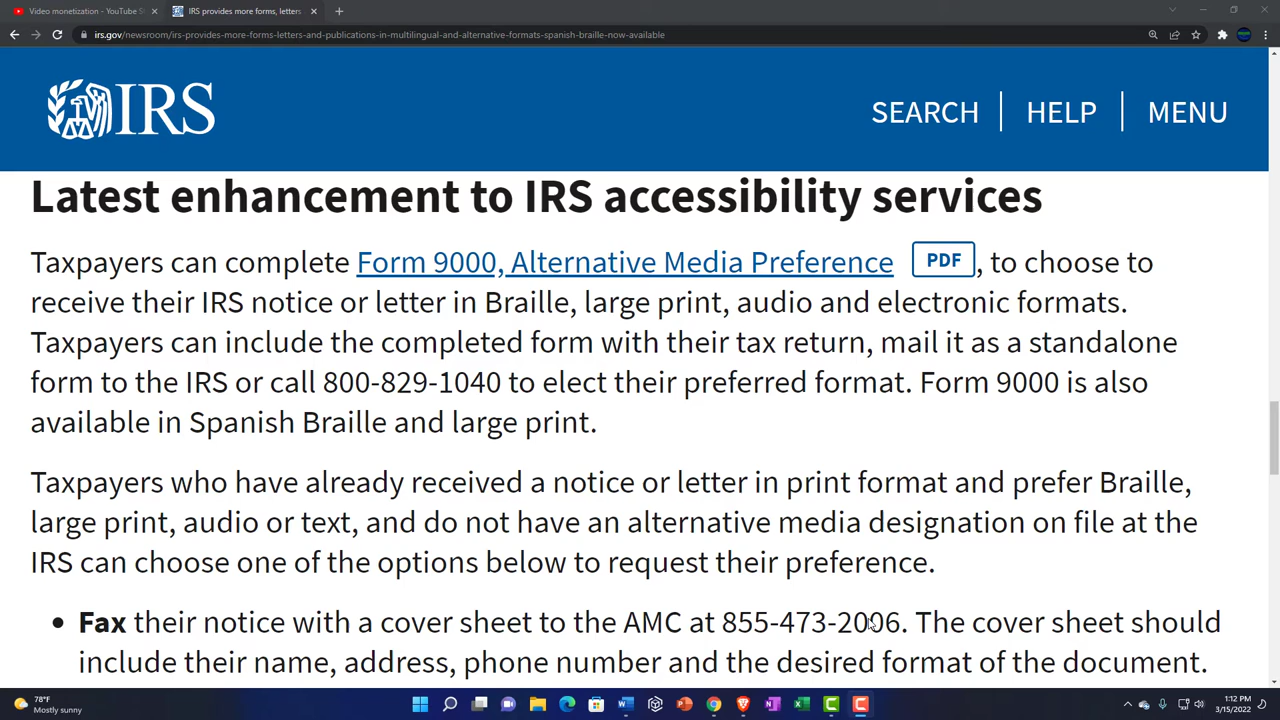 Video monetization - YouTube S
IRS provides more forms, letters
irs.gov/newsroom/irs-provides-more-forms-letters-and-publications-in-multilingual-and-alternative-formats-spanish-braille-now-available
IRS
SEARCH
HELP
MENU
Latest enhancement to IRS accessibility services
Taxpayers can complete Form 9000, Alternative Media Preference PDF , to choose to
receive their IRS notice or letter in Braille, large print, audio and electronic formats.
Taxpayers can include the completed form with their tax return, mail it as a standalone
form to the IRS or call 800-829-1040 to elect their preferred format. Form 9000 is also
available in Spanish Braille and large print.
Taxpayers who have already received a notice or letter in print format and prefer Braille,
large print, audio or text, and do not have an alternative media designation on file at the
IRS can choose one of the options below to request their preference.
• Fax their notice with a cover sheet to the AMC at 855-473-2006. The cover sheet should
include their name, address, phone number and the desired format of the document.
78°F
Mostly sunny
1:12 PM
3/15/2022